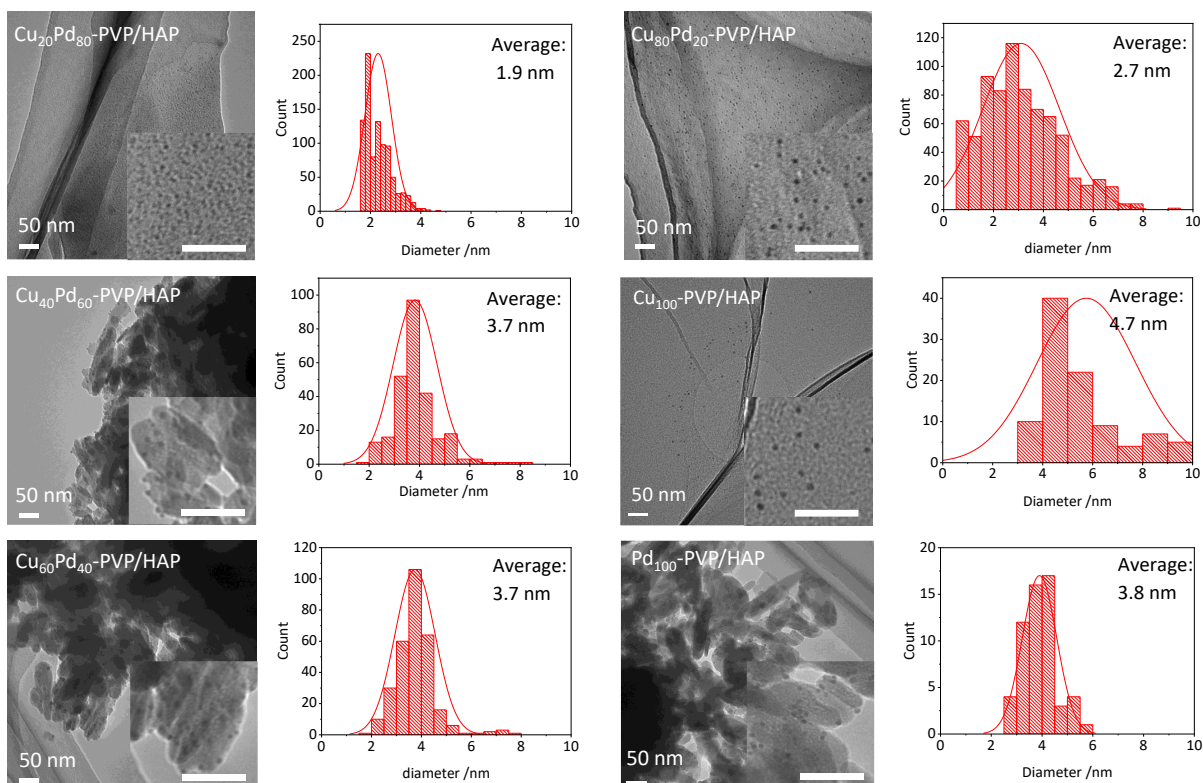 Cu₂₀Pd₈₀-PVP/HAP
50 nm
Count
250
200
150
100
50
0
0 2 4 6 8 10
Diameter /nm
Average:
1.9 nm
Cu₈₀Pd₂₀-PVP/HAP
50 nm
Count
120
100
80
60
40
20
0
0 2 4 6 8 10
diameter /nm
Average:
2.7 nm
Cu₄₀Pd₆₀-PVP/HAP
50 nm
Count
100
80
60
40
20
0
0 2 4 6 8 10
Diameter /nm
Average:
3.7 nm
Cu₁₀₀-PVP/HAP
50 nm
Count
40
30
20
10
0
0 2 4 6 8 10
Diameter /nm
Average:
4.7 nm
Cu₆₀Pd₄₀-PVP/HAP
50 nm
Count
120
100
80
60
40
20
0
0 2 4 6 8 10
diameter /nm
Average:
3.7 nm
Pd₁₀₀-PVP/HAP
50 nm
Count
20
15
10
5
0
0 2 4 6 8 10
Diameter /nm
Average:
3.8 nm